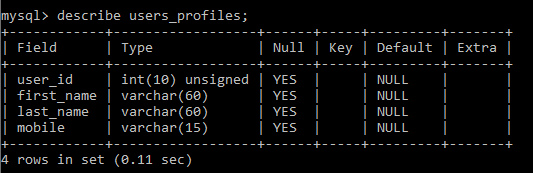 mysql> describe users_profiles;
+------------+------------------+------+-----+---------+-------+
| Field      | Type             | Null | Key | Default | Extra |
+------------+------------------+------+-----+---------+-------+
| user_id    | int(10) unsigned | YES  |     | NULL    |       |
| first_name | varchar(60)      | YES  |     | NULL    |       |
| last_name  | varchar(60)      | YES  |     | NULL    |       |
| mobile     | varchar(15)      | YES  |     | NULL    |       |
+------------+------------------+------+-----+---------+-------+
4 rows in set (0.11 sec)